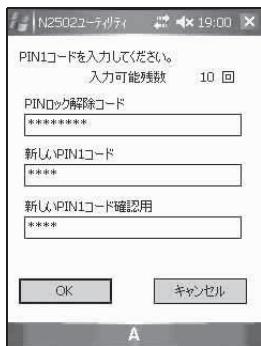 N2502ユーティリティ 19:00
PIN1コードを入力してください。
入力可能残数 10 回
PINロック解除コード
********
新しいPIN1コード
****
新しいPIN1コード確認用
****
OK キャンセル
A